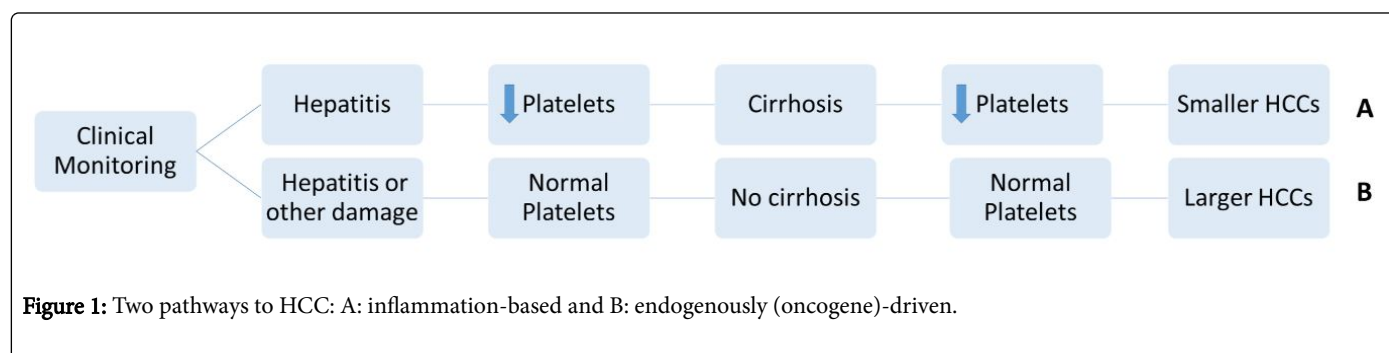 Clinical
Monitoring
Hepatitis
Platelets
Cirrhosis
Platelets
Smaller HCCs
A
Hepatitis or
other damage
Normal
Platelets
No cirrhosis
Normal
Platelets
Larger HCCs
B
Figure 1: Two pathways to HCC: A: inflammation-based and B: endogenously (oncogene)-driven.